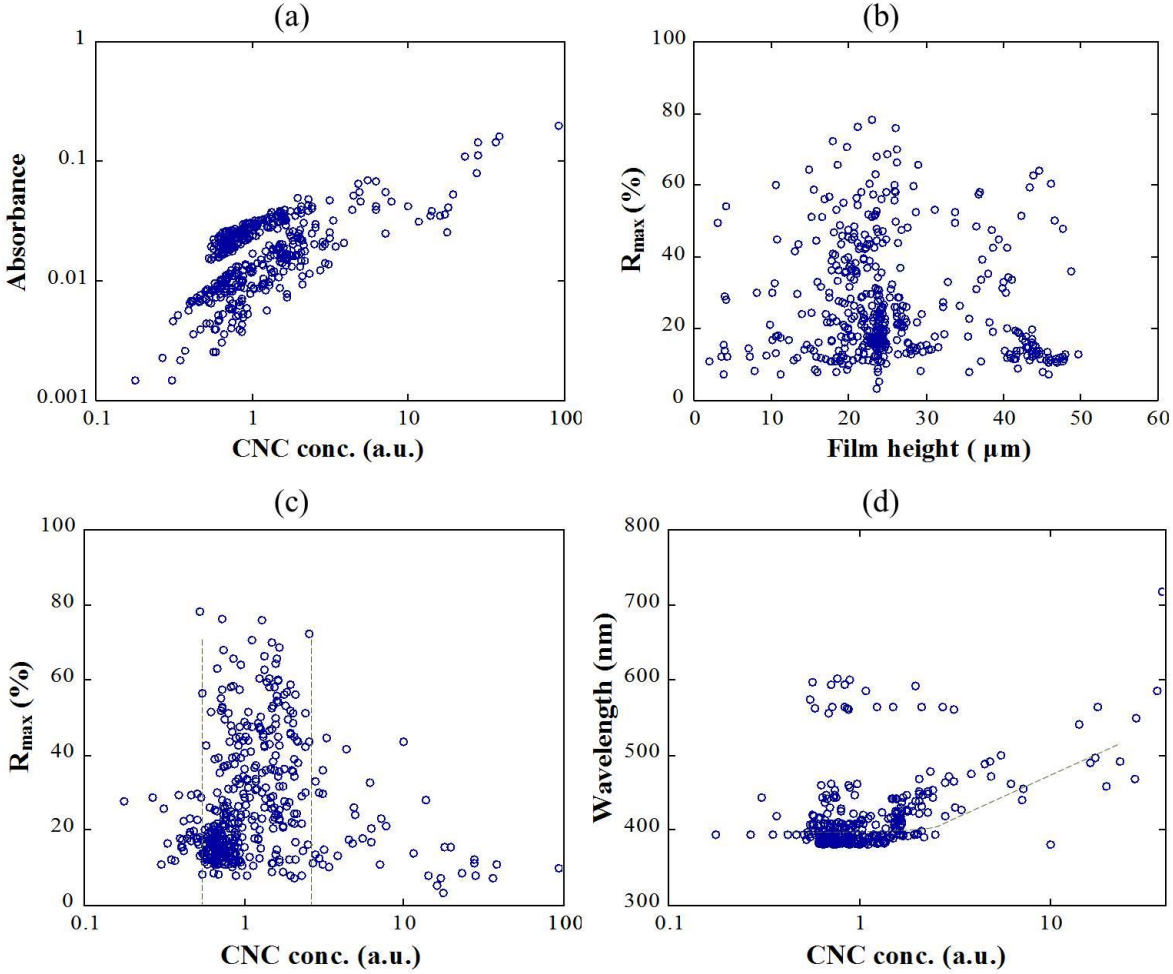 (a)
1
0.1
0.01
0.001
Absorbance
0.1 1 10 100
CNC conc. (a.u.)
(b)
100
80
60
40
20
0
Rmax (%)
0 10 20 30 40 50 60
Film height ( µm)
(c)
100
80
60
40
20
0
Rmax (%)
0.1 1 10 100
CNC conc. (a.u.)
(d)
800
700
600
500
400
300
Wavelength (nm)
0.1 1 10
CNC conc. (a.u.)